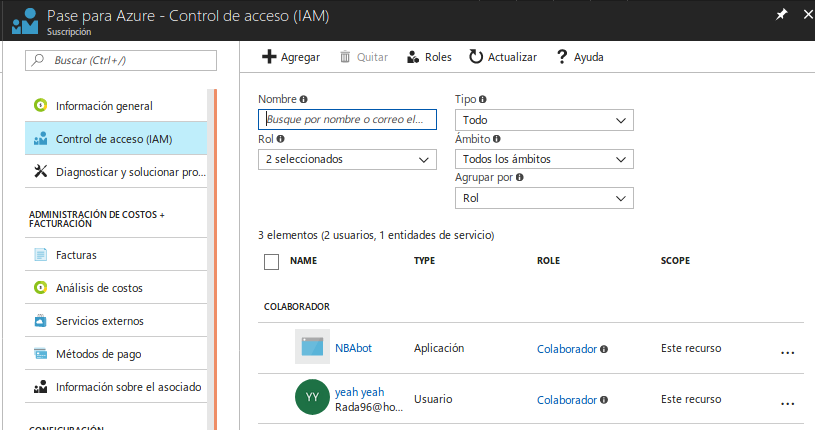 Pase para Azure - Control de acceso (IAM)
Suscripción
Buscar (Ctrl+/)
Información general
Control de acceso (IAM)
Diagnosticar y solucionar pro...
ADMINISTRACIÓN DE COSTOS +
FACTURACIÓN
Facturas
Análisis de costos
Servicios externos
Métodos de pago
Información sobre el asociado
CONFIGURACIÓN
Agregar
Quitar
Roles
Actualizar
Ayuda
Nombre
Busque por nombre o correo el...
Tipo
Todo
Rol
2 seleccionados
Ámbito
Todos los ámbitos
Agrupar por
Rol
3 elementos (2 usuarios, 1 entidades de servicio)
NAME TYPE ROLE SCOPE
COLABORADOR
NBAbot Aplicación Colaborador Este recurso ...
YY yeah yeah Usuario Colaborador Este recurso ...
Rada96@ho...